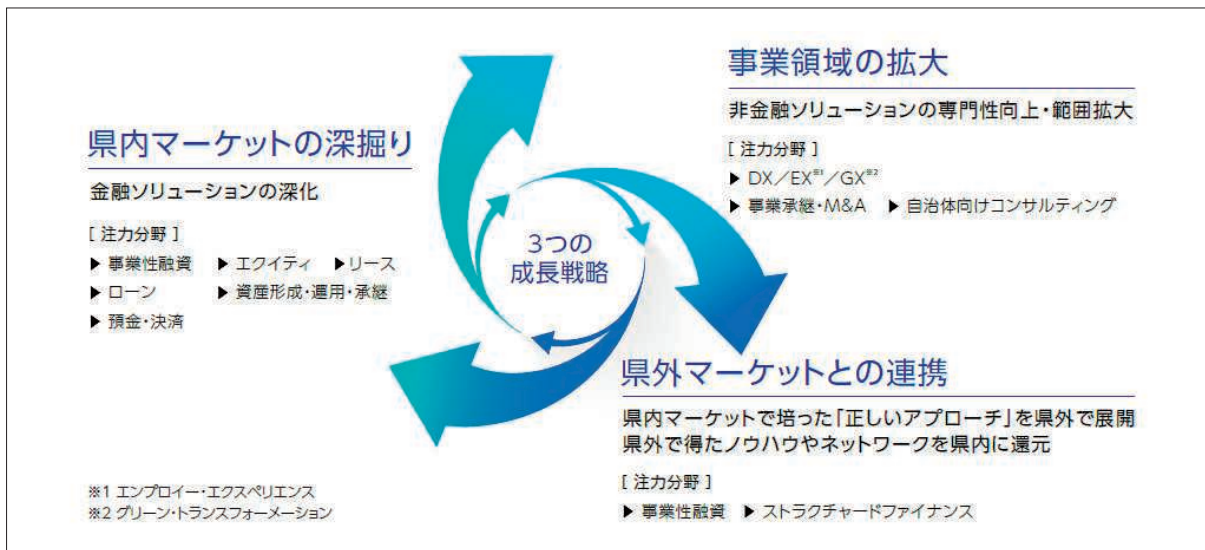 県内マーケットの深掘り
金融ソリューションの深化
[ 注力分野 ]
▶ 事業性融資 ▶ エクイティ ▶リース
▶ ローン ▶ 資産形成・運用・承継
▶ 預金・決済
3つの
成長戦略
事業領域の拡大
非金融ソリューションの専門性向上・範囲拡大
[ 注力分野 ]
▶ DX／EX※1／GX※2
▶ 事業承継・M&A ▶ 自治体向けコンサルティング
県外マーケットとの連携
県内マーケットで培った「正しいアプローチ」を県外で展開
県外で得たノウハウやネットワークを県内に還元
[ 注力分野 ]
▶ 事業性融資 ▶ ストラクチャードファイナンス
※1 エンプロイー・エクスペリエンス
※2 グリーン・トランスフォーメーション